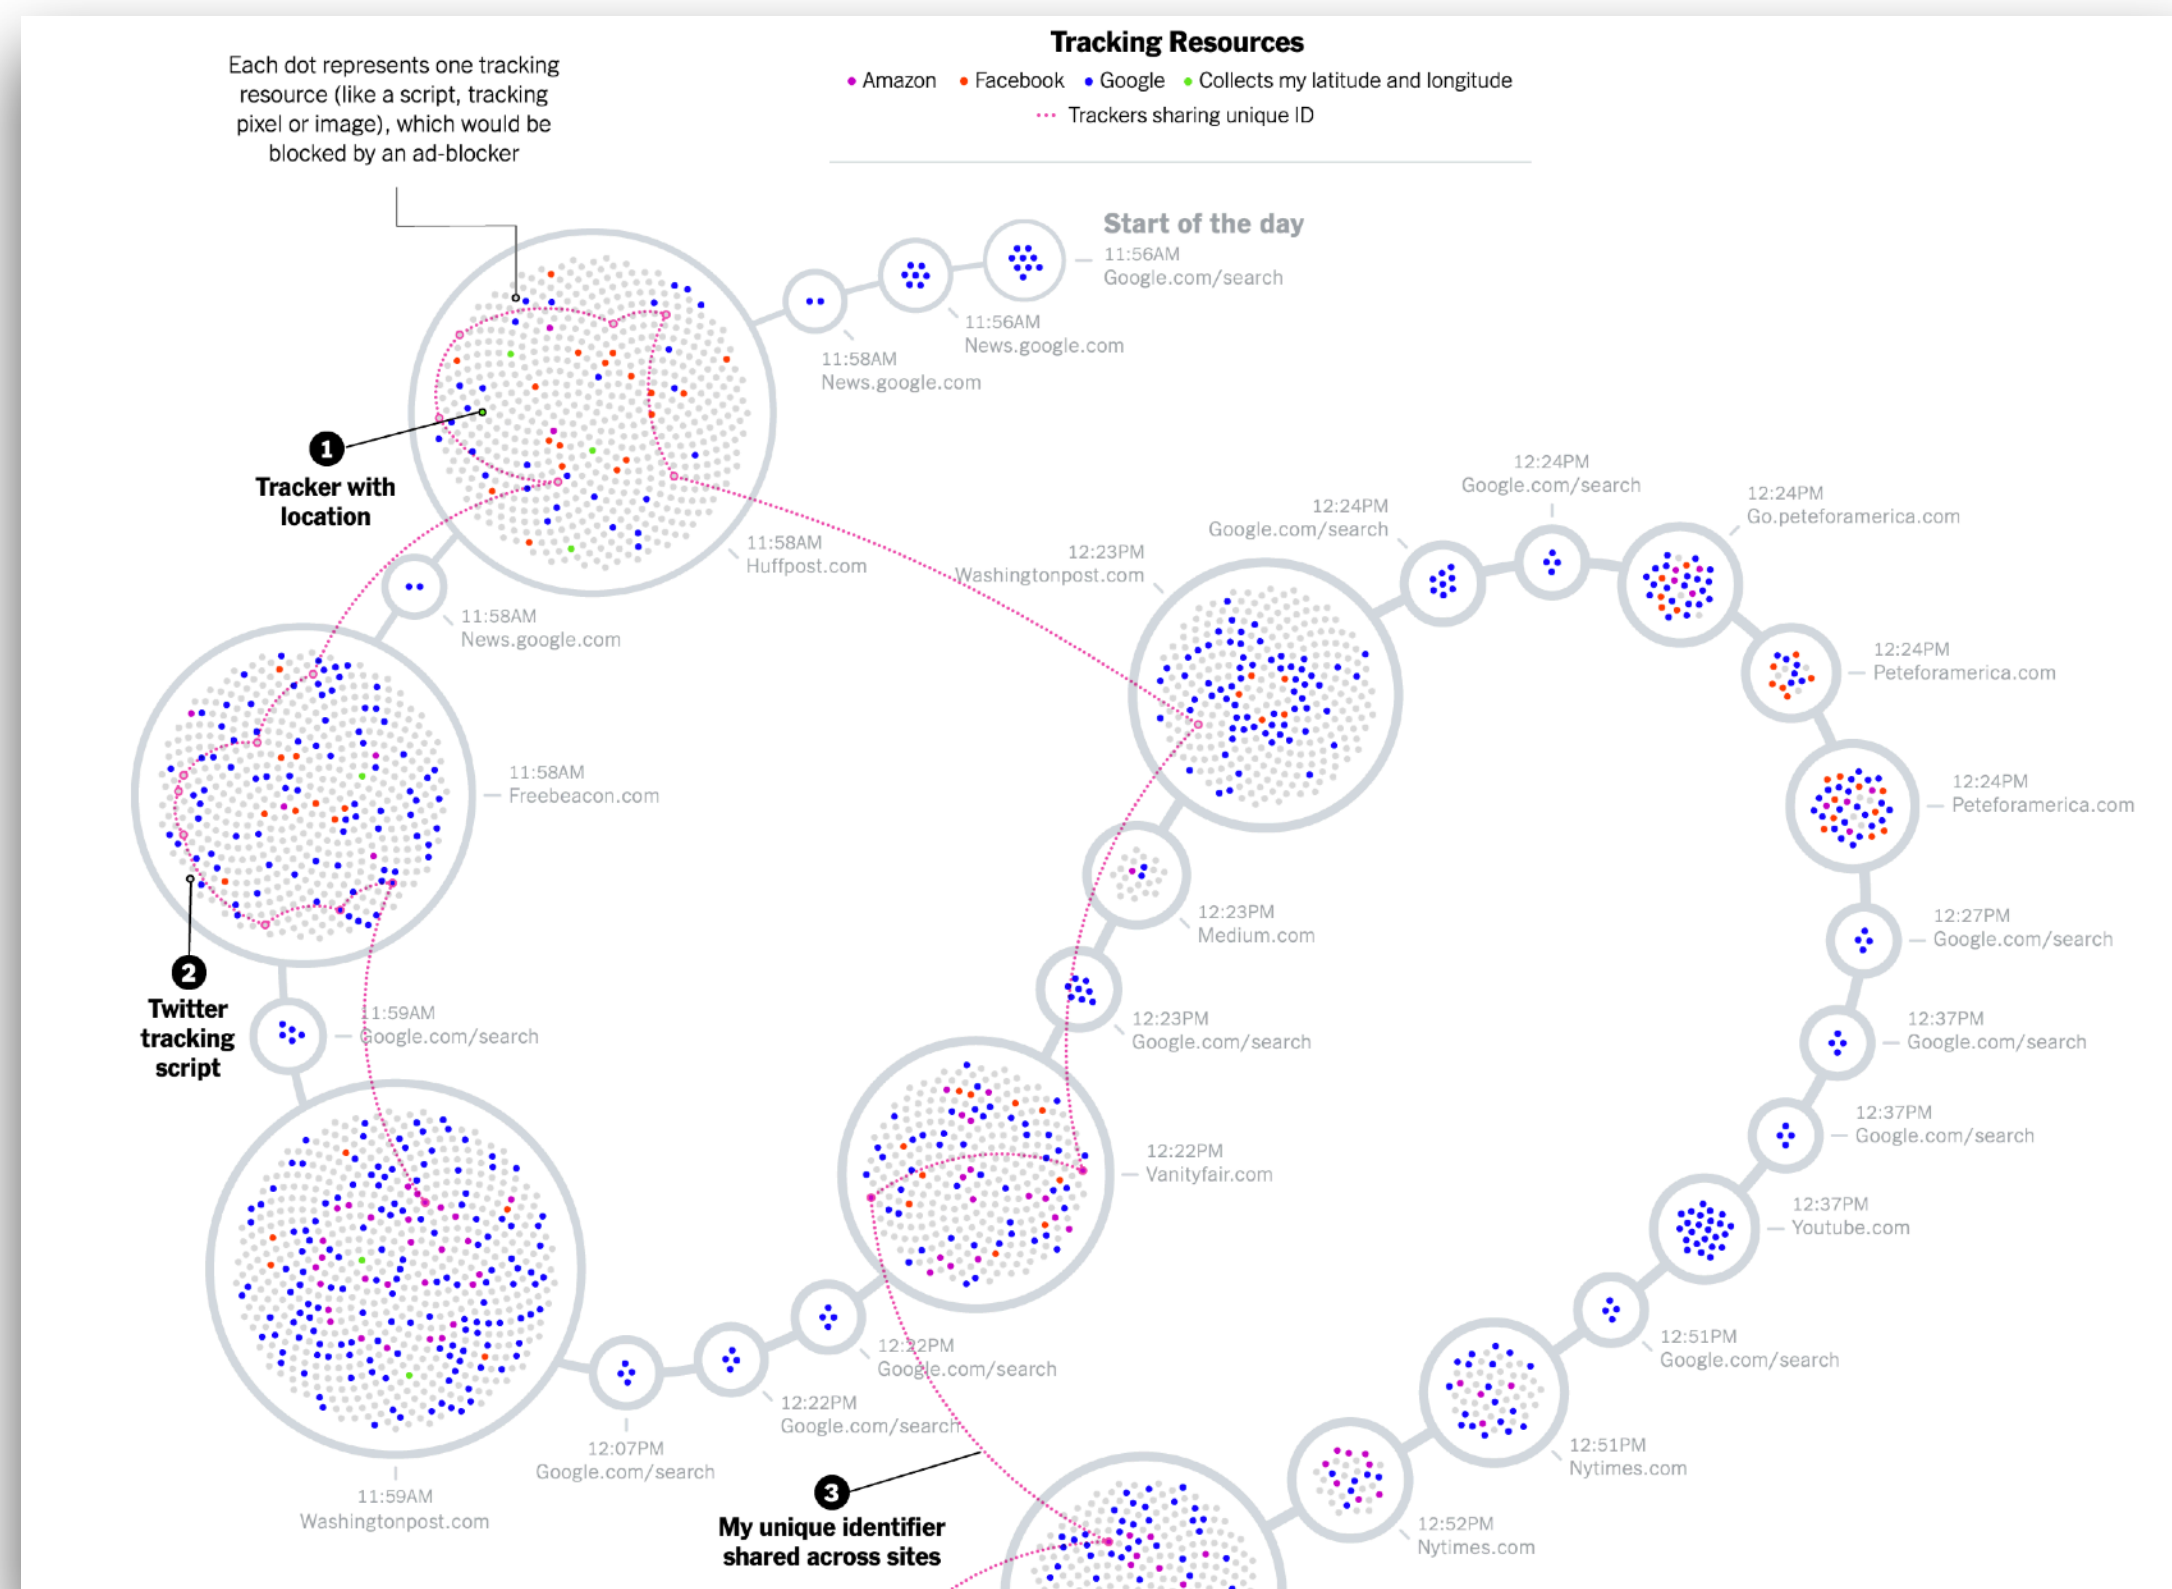 Tracking Resources
Amazon Facebook Google Collects my latitude and longitude
Trackers sharing unique ID
Each dot represents one tracking
resource (like a script, tracking
pixel or image), which would be
blocked by an ad-blocker
Start of the day
11:56AM
Google.com/search
11:56AM
News.google.com
11:58AM
News.google.com
1
Tracker with
location
11:58AM
Huffpost.com
11:58AM
News.google.com
11:58AM
Freebeacon.com
2
Twitter
tracking
script
11:59AM
Google.com/search
11:59AM
Washingtonpost.com
12:07PM
Google.com/search
12:22PM
Google.com/search
12:22PM
Google.com/search
12:22PM
Vanityfair.com
12:23PM
Google.com/search
12:23PM
Medium.com
12:23PM
Washingtonpost.com
12:24PM
Google.com/search
12:24PM
Google.com/search
12:24PM
Go.peteforamerica.com
12:24PM
Peteforamerica.com
12:24PM
Peteforamerica.com
12:27PM
Google.com/search
12:37PM
Google.com/search
12:37PM
Google.com/search
12:37PM
Youtube.com
12:51PM
Google.com/search
12:51PM
Nytimes.com
12:52PM
Nytimes.com
3
My unique identifier
shared across sites